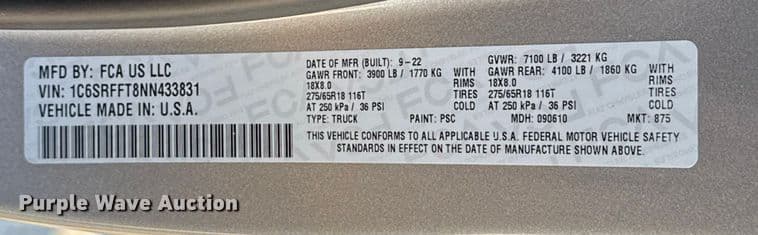 MFD BY: FCA US LLC
VIN: 1C6SRFFT8NN433831
VEHICLE MADE IN U.S.A.
DATE OF MFR (BUILT): 9-22 GVWR: 7100 LB / 3221 KG
GAWR FRONT: 3900 LB / 1770 KG WITH GAWR REAR: 4100 LB / 1860 KG WITH
18X8.0 RIMS 18X8.0 RIMS
275/65R18 116T TIRES 275/65R18 116T TIRES
AT 250 kPa / 36 PSI COLD AT 250 kPa / 36 PSI COLD
TYPE: TRUCK PAINT: PSC MDH: 090610 MKT: 875
THIS VEHICLE CONFORMS TO ALL APPLICABLE U.S.A. FEDERAL MOTOR VEHICLE SAFETY
STANDARDS IN EFFECT ON THE DATE OF MANUFACTURE SHOWN ABOVE.
Purple Wave Auction